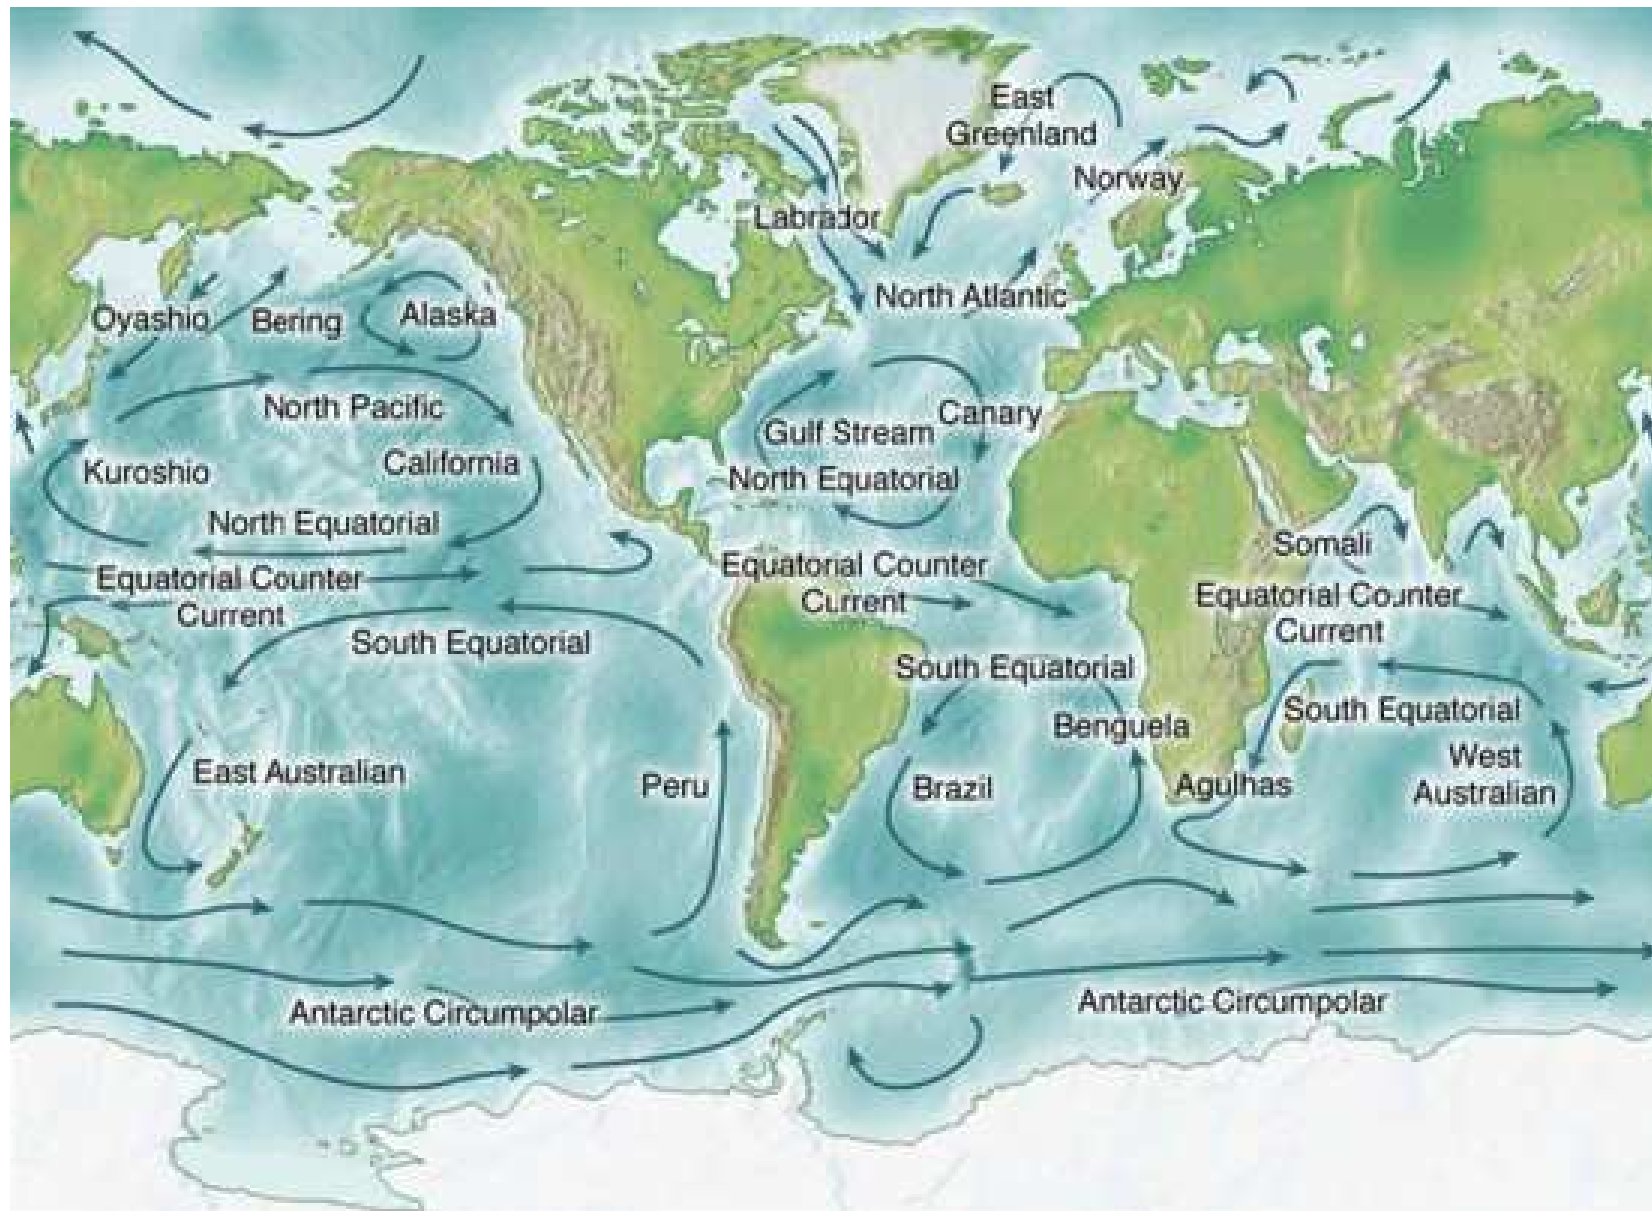 East
Greenland
Norway
Labrador
North Atlantic
Oyashio
Bering
Alaska
North Pacific
Canary
Gulf Stream
Kuroshio
California
North Equatorial
North Equatorial
Somali
Equatorial Counter
Current
Equatorial Counter
Current
Equatorial Counter
Current
South Equatorial
South Equatorial
South Equatorial
Benguela
West
Australian
East Australian
Peru
Brazil
Agulhas
Antarctic Circumpolar
Antarctic Circumpolar